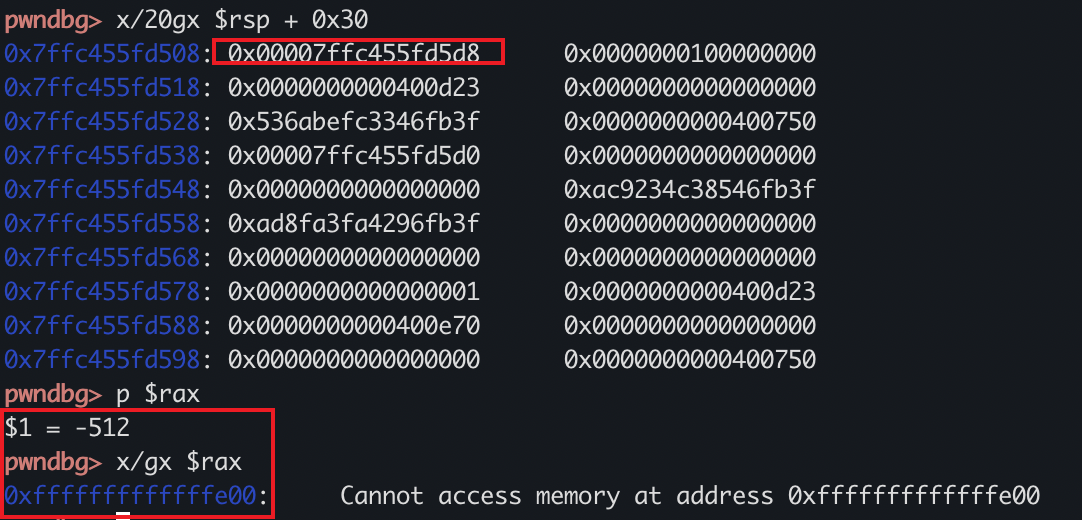 pwndbg> x/20gx $rsp + 0x30
0x7ffc455fd508: 0x00007ffc455fd5d8 0x0000000100000000
0x7ffc455fd518: 0x0000000000400d23 0x0000000000000000
0x7ffc455fd528: 0x536abefc3346fb3f 0x0000000000400750
0x7ffc455fd538: 0x00007ffc455fd5d0 0x0000000000000000
0x7ffc455fd548: 0x0000000000000000 0xac9234c38546fb3f
0x7ffc455fd558: 0xad8fa3fa4296fb3f 0x0000000000000000
0x7ffc455fd568: 0x0000000000000000 0x0000000000000000
0x7ffc455fd578: 0x0000000000000001 0x0000000000400d23
0x7ffc455fd588: 0x0000000000400e70 0x0000000000000000
0x7ffc455fd598: 0x0000000000000000 0x0000000000400750
pwndbg> p $rax
$1 = -512
pwndbg> x/gx $rax
0xfffffffffffffe00: Cannot access memory at address 0xfffffffffffffe00